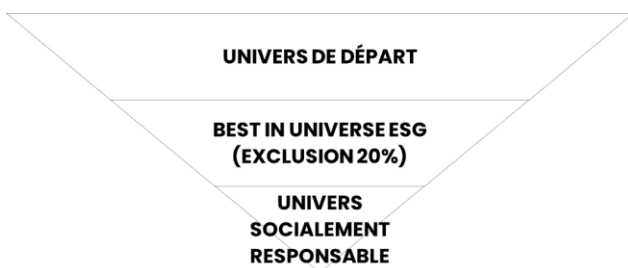 UNIVERS DE DÉPART
BEST IN UNIVERSE ESG
(EXCLUSION 20%)
UNIVERS
SOCIALEMENT
RESPONSABLE